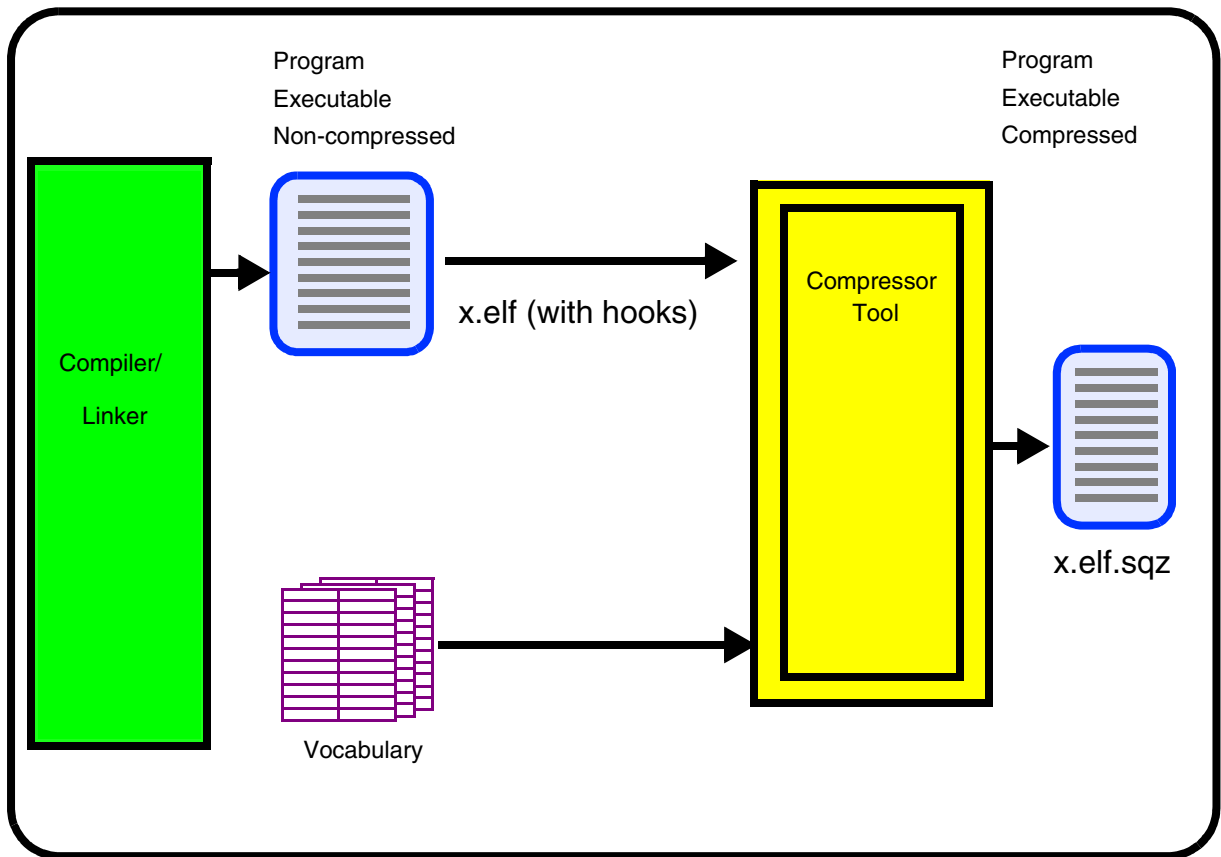 Program
Executable
Non-compressed
Program
Executable
Compressed
Compiler/
Linker
x.elf (with hooks)
Compressor
Tool
x.elf.sqz
Vocabulary